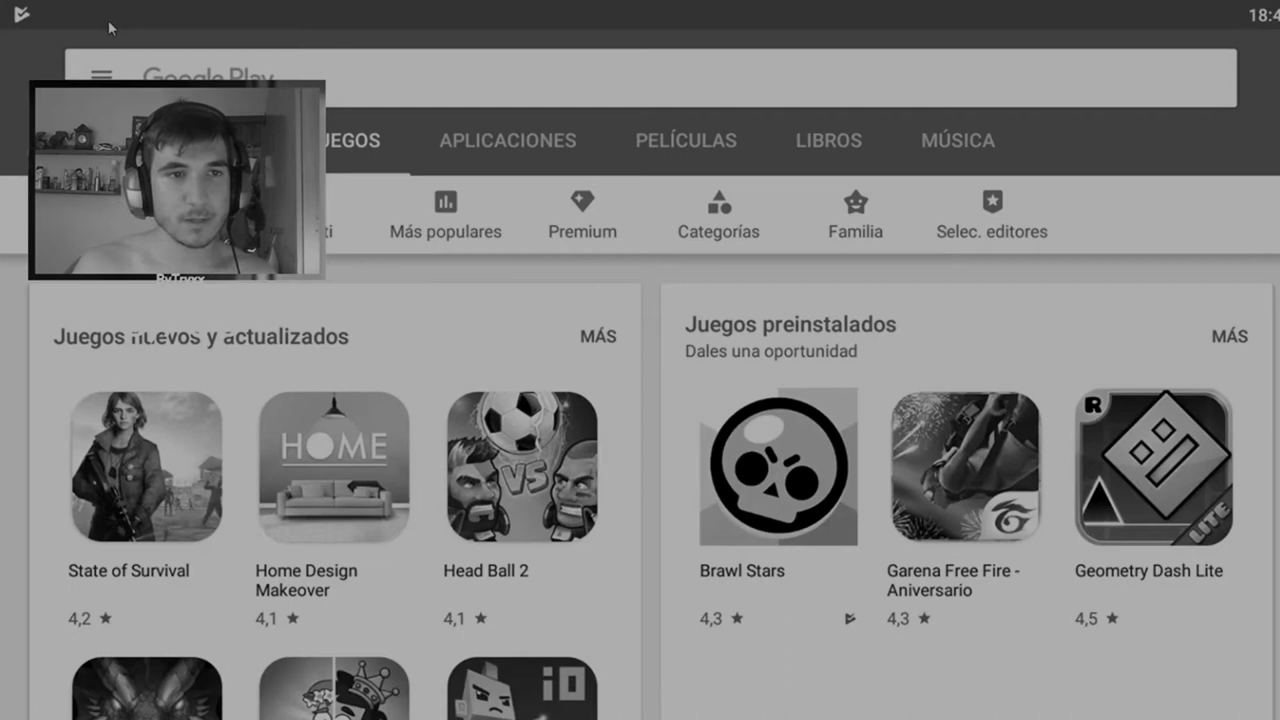 18:4
Google Play
JUEGOS APLICACIONES PELÍCULAS LIBROS MÚSICA
ti Más populares Premium Categorías Familia Selec. editores
ByTryxx
Juegos nuevos y actualizados MÁS
Juegos preinstalados MÁS
Dales una oportunidad
HOME
VS
R
LITE
State of Survival
Home Design
Makeover
Head Ball 2
Brawl Stars
Garena Free Fire -
Aniversario
Geometry Dash Lite
4,2 ★
4,1 ★
4,1 ★
4,3 ★
4,3 ★
4,5 ★
iO